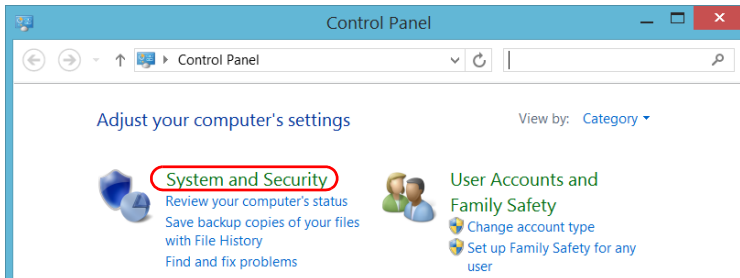 Control Panel
Control Panel
Adjust your computer's settings
View by: Category
System and Security
Review your computer's status
Save backup copies of your files
with File History
Find and fix problems
User Accounts and
Family Safety
Change account type
Set up Family Safety for any
user